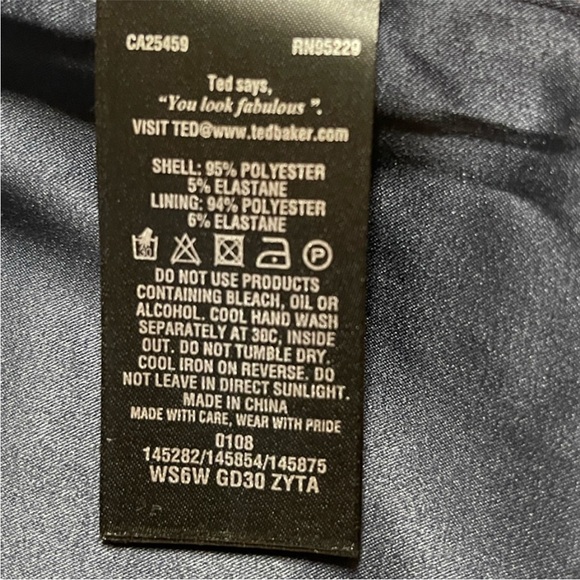 CA25459 RN95229
Ted says,
"You look fabulous".
VISIT TED@www.tedbaker.com
SHELL: 95% POLYESTER
5% ELASTANE
LINING: 94% POLYESTER
6% ELASTANE
P
DO NOT USE PRODUCTS
CONTAINING BLEACH, OIL OR
ALCOHOL. COOL HAND WASH
SEPARATELY AT 30C, INSIDE
OUT. DO NOT TUMBLE DRY.
COOL IRON ON REVERSE. DO
NOT LEAVE IN DIRECT SUNLIGHT.
MADE IN CHINA
MADE WITH CARE, WEAR WITH PRIDE
0108
145282/145854/145875
WS6W GD30 ZYTA